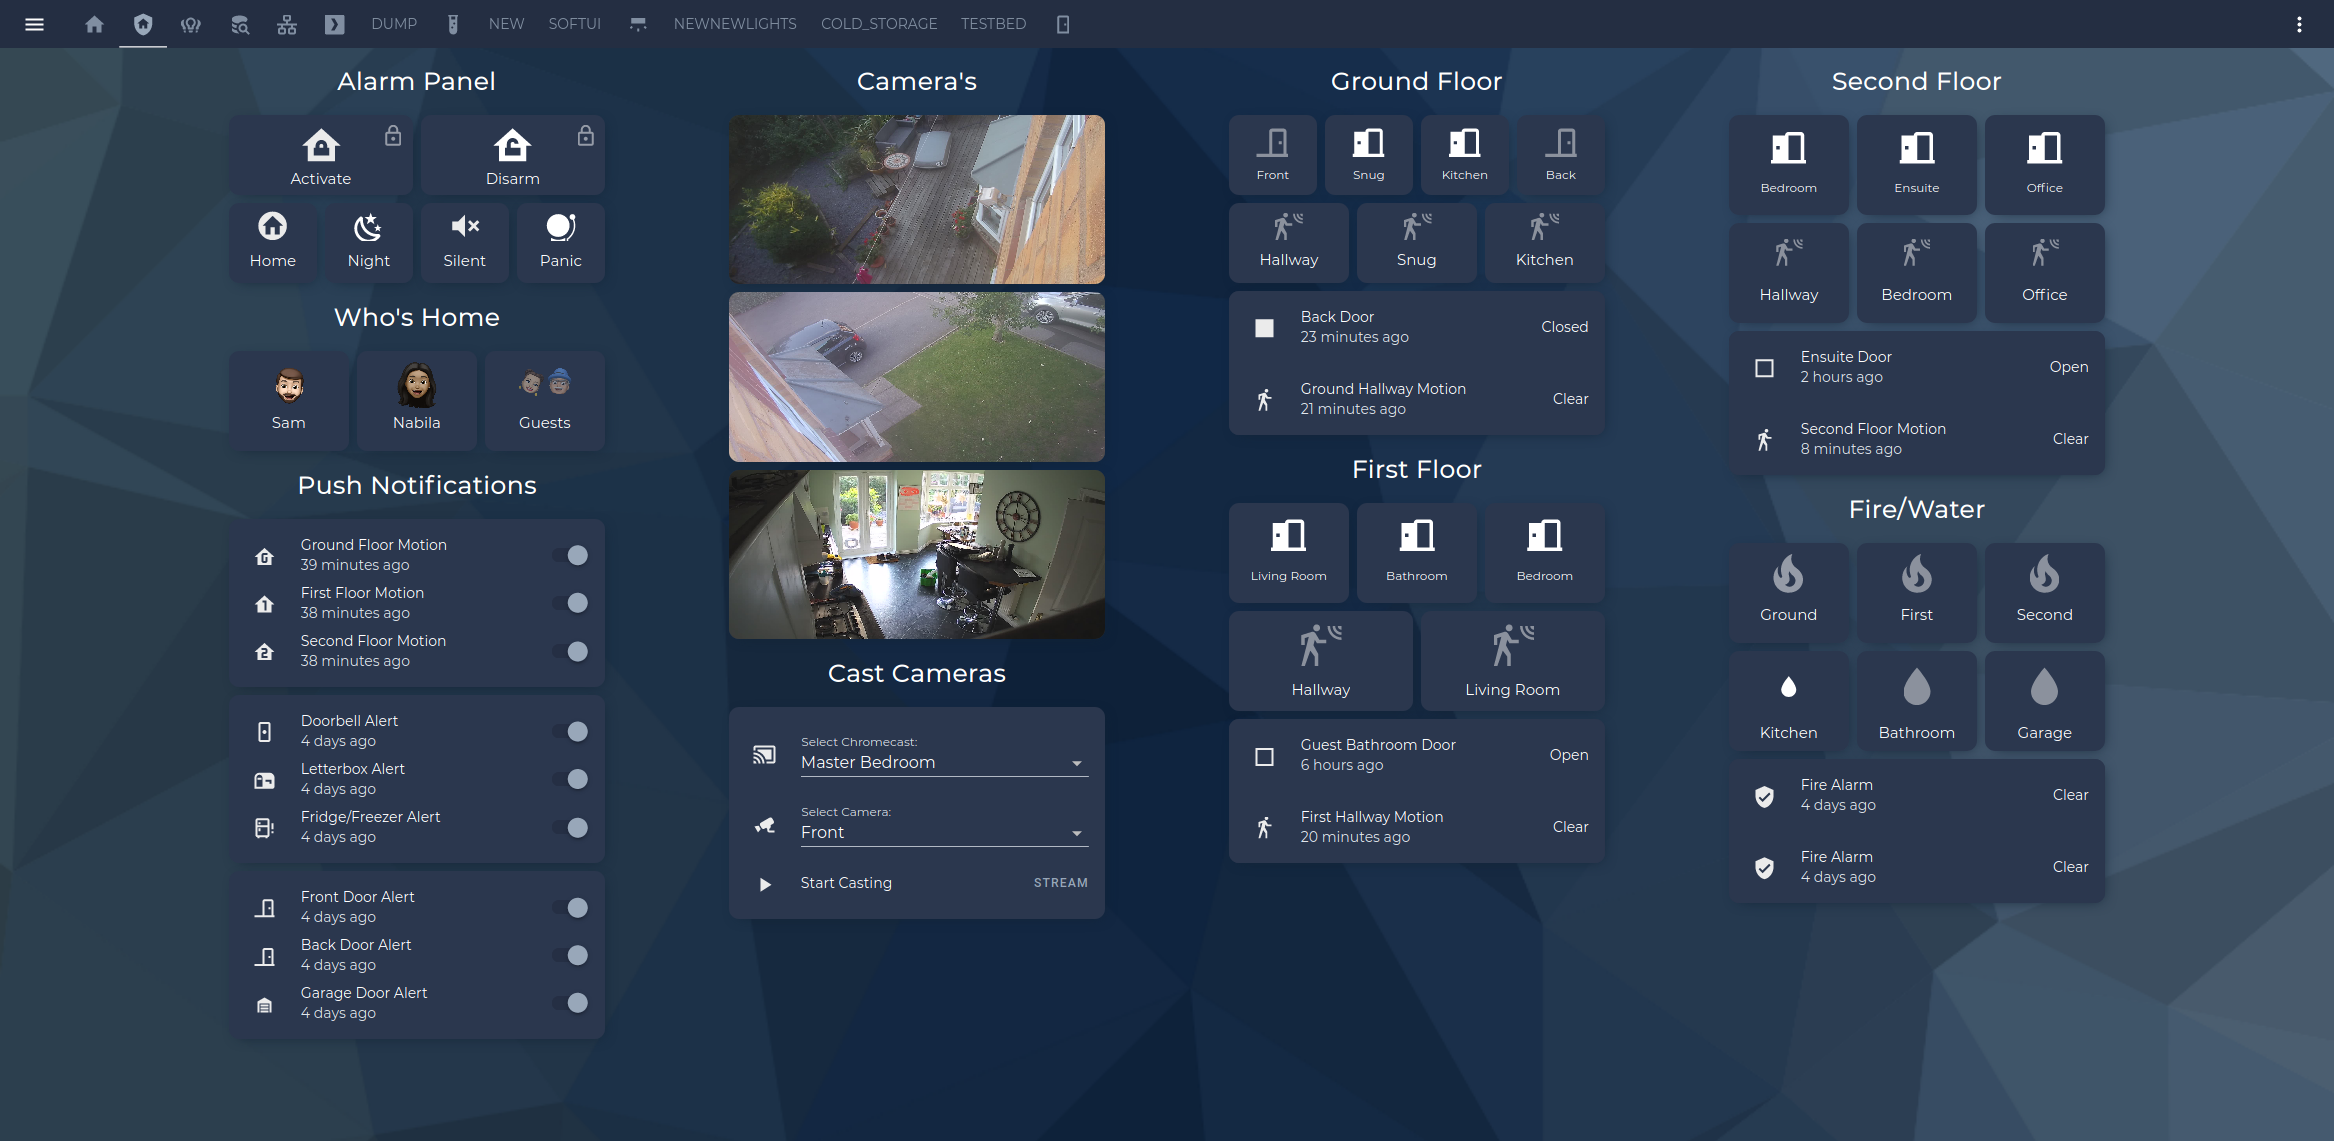 DUMP
NEW
SOFTUI
NEWNEWLIGHTS
COLD_STORAGE
TESTBED
Alarm Panel
Activate
Disarm
Home
Night
Silent
Panic
Who's Home
Sam
Nabila
Guests
Push Notifications
Ground Floor Motion
39 minutes ago
First Floor Motion
38 minutes ago
Second Floor Motion
38 minutes ago
Doorbell Alert
4 days ago
Letterbox Alert
4 days ago
Fridge/Freezer Alert
4 days ago
Front Door Alert
4 days ago
Back Door Alert
4 days ago
Garage Door Alert
4 days ago
Camera's
Cast Cameras
Select Chromecast:
Master Bedroom
Select Camera:
Front
Start Casting
STREAM
Ground Floor
Front
Snug
Kitchen
Back
Hallway
Snug
Kitchen
Back Door
23 minutes ago
Closed
Ground Hallway Motion
21 minutes ago
Clear
First Floor
Living Room
Bathroom
Bedroom
Hallway
Living Room
Guest Bathroom Door
6 hours ago
Open
First Hallway Motion
20 minutes ago
Clear
Second Floor
Bedroom
Ensuite
Office
Hallway
Bedroom
Office
Ensuite Door
2 hours ago
Open
Second Floor Motion
8 minutes ago
Clear
Fire/Water
Ground
First
Second
Kitchen
Bathroom
Garage
Fire Alarm
4 days ago
Clear
Fire Alarm
4 days ago
Clear